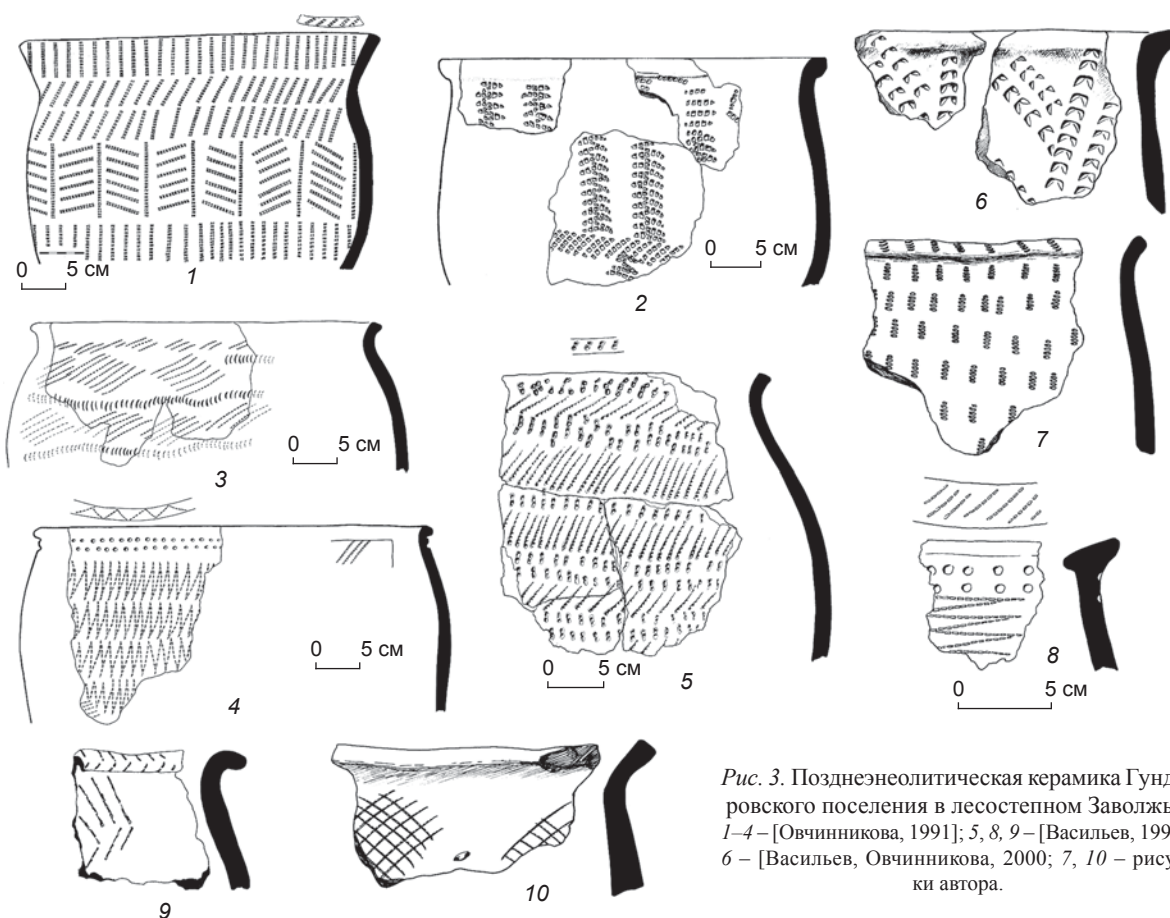 0 5 см
1
0 5 см
2
6
7
0 5 см
3
0 5 см
4
0 5 см
5
8
0 5 см
9
10
Рис. 3. Позднеэнеолитическая керамика Гунд
ровского поселения в лесостепном Заволжь
1–4 – [Овчинникова, 1991]; 5, 8, 9 – [Васильев, 199
6 – [Васильев, Овчинникова, 2000; 7, 10 – рису
ки автора.